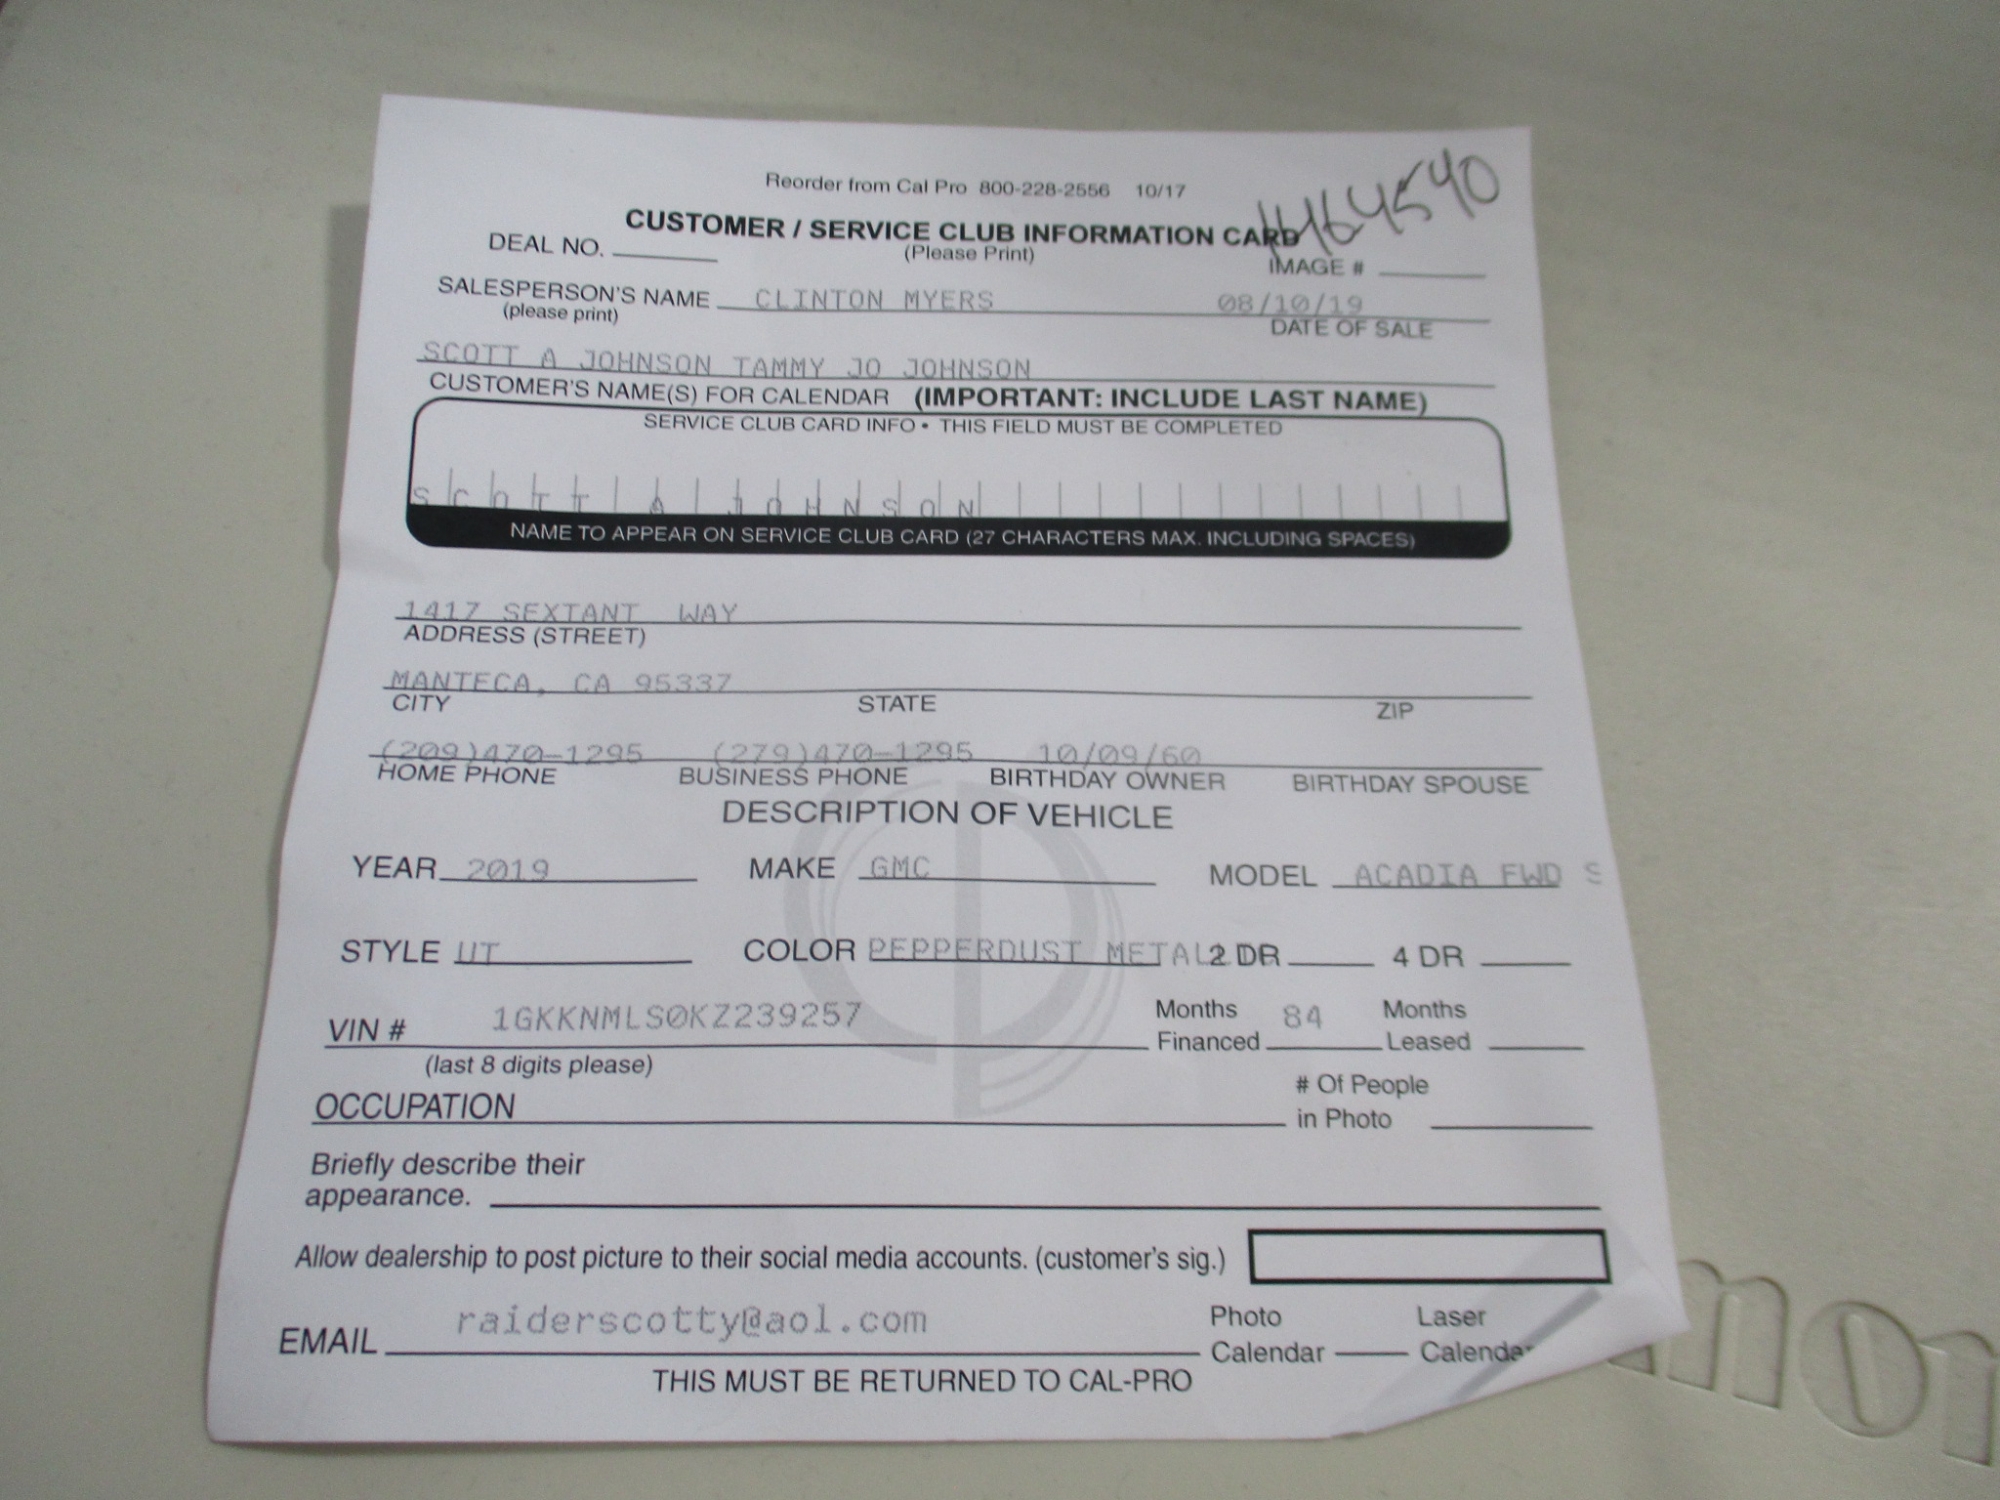 Reorder from Cal Pro 800-228-2556 10/17
CUSTOMER / SERVICE CLUB INFORMATION CARD
(Please Print)
DEAL NO.
IMAGE #
SALESPERSON'S NAME CLINTON MYERS 08/10/19
(please print) DATE OF SALE
SCOTT A JOHNSON TAMMY JO JOHNSON
CUSTOMER'S NAME(S) FOR CALENDAR (IMPORTANT: INCLUDE LAST NAME)
SERVICE CLUB CARD INFO • THIS FIELD MUST BE COMPLETED
SCOTT A JOHNSON
NAME TO APPEAR ON SERVICE CLUB CARD (27 CHARACTERS MAX. INCLUDING SPACES)
1417 SEXTANT WAY
ADDRESS (STREET)
MANTECA, CA 95337
CITY STATE ZIP
(209)470-1295 (279)470-1295 10/09/60
HOME PHONE BUSINESS PHONE BIRTHDAY OWNER BIRTHDAY SPOUSE
DESCRIPTION OF VEHICLE
YEAR 2019 MAKE GMC MODEL ACADIA FWD S
STYLE UT COLOR PEPPERDUST METAL 2 DR 4 DR
VIN # 1GKKNMLS0KZ239257 Months Financed 84 Months Leased
(last 8 digits please)
OCCUPATION # Of People in Photo
Briefly describe their
appearance.
Allow dealership to post picture to their social media accounts. (customer's sig.)
EMAIL raiderscotty@aol.com Photo Calendar Laser
THIS MUST BE RETURNED TO CAL-PRO